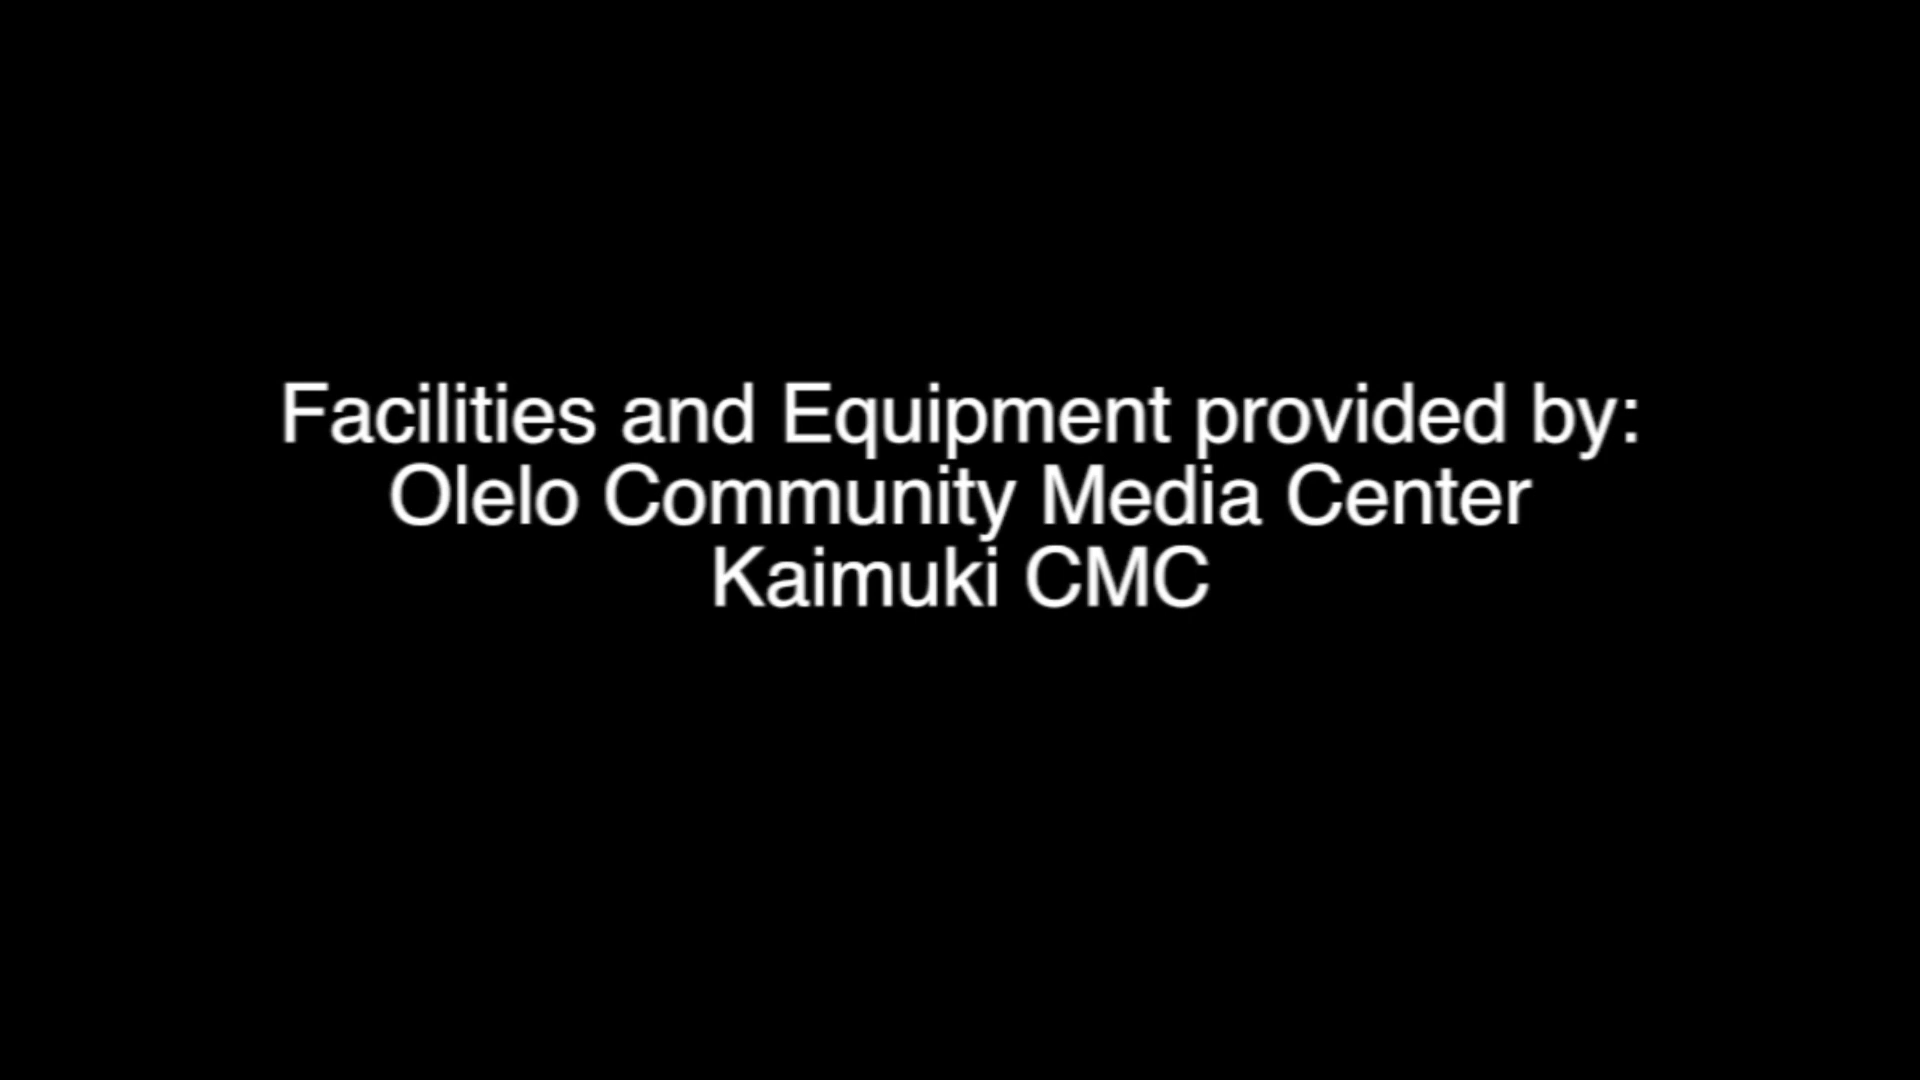 Facilities and Equipment provided by:
Olelo Community Media Center
Kaimuki CMC